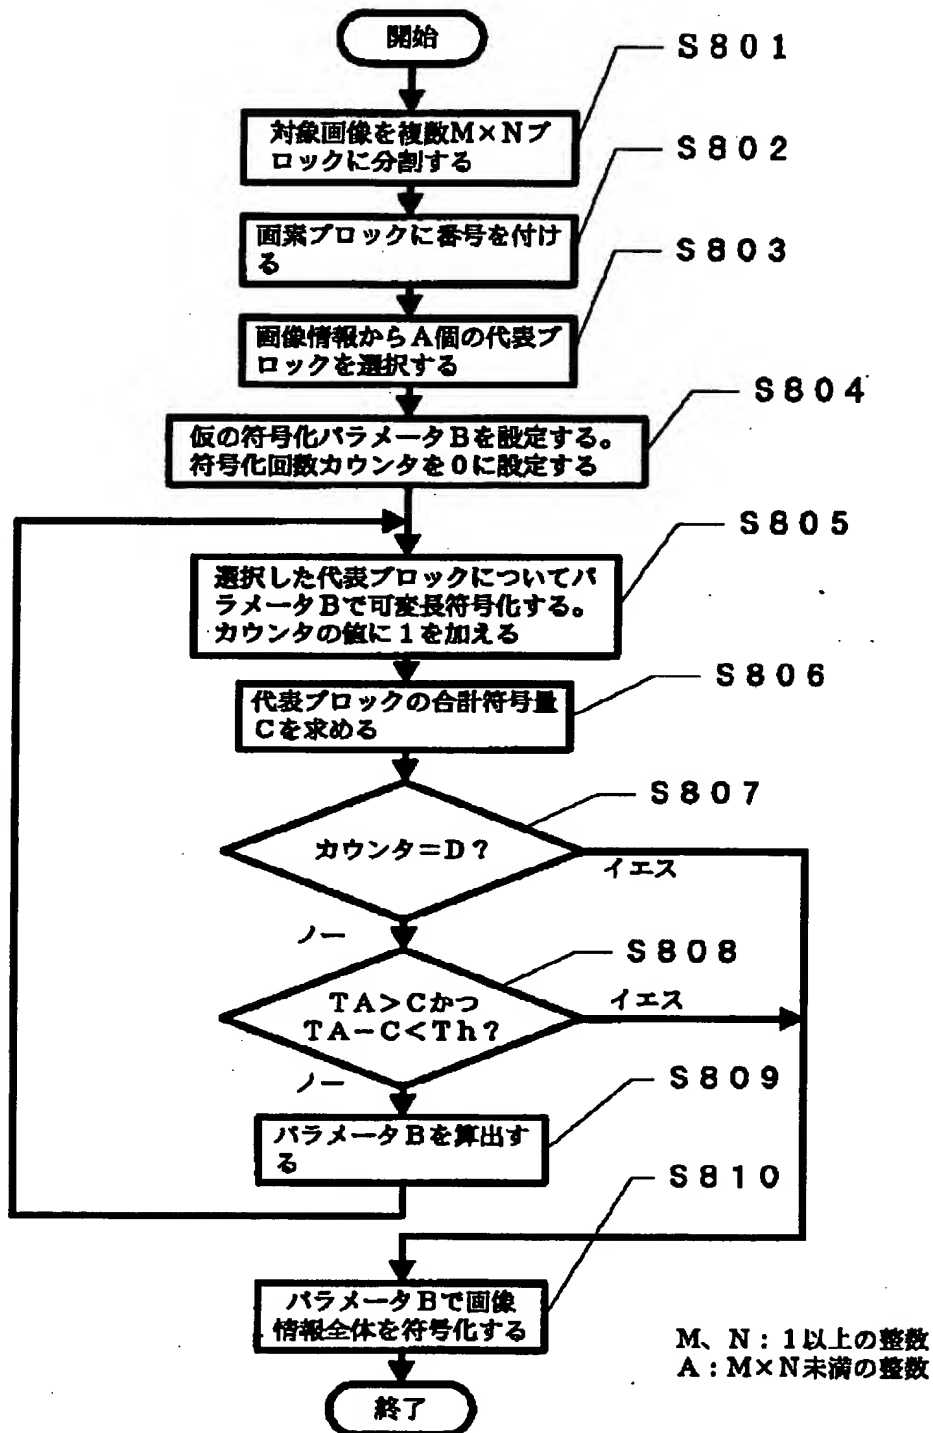 開始
S801
対象画像を複数M×Nブ
ロックに分割する
S802
画素ブロックに番号を付け
る
S803
画像情報からA個の代表ブ
ロックを選択する
S804
仮の符号化パラメータBを設定する。
符号化回数カウンタを0に設定する
S805
選択した代表ブロックについてパ
ラメータBで可変長符号化する。
カウンタの値に1を加える
S806
代表ブロックの合計符号量
Cを求める
S807
カウンタ=D?
イエス
ノー
S808
TA>Cかつ
TA-C<Th?
イエス
ノー
S809
パラメータBを算出す
る
S810
パラメータBで画像
情報全体を符号化する
M、N:1以上の整数
A:M×N未満の整数
終了